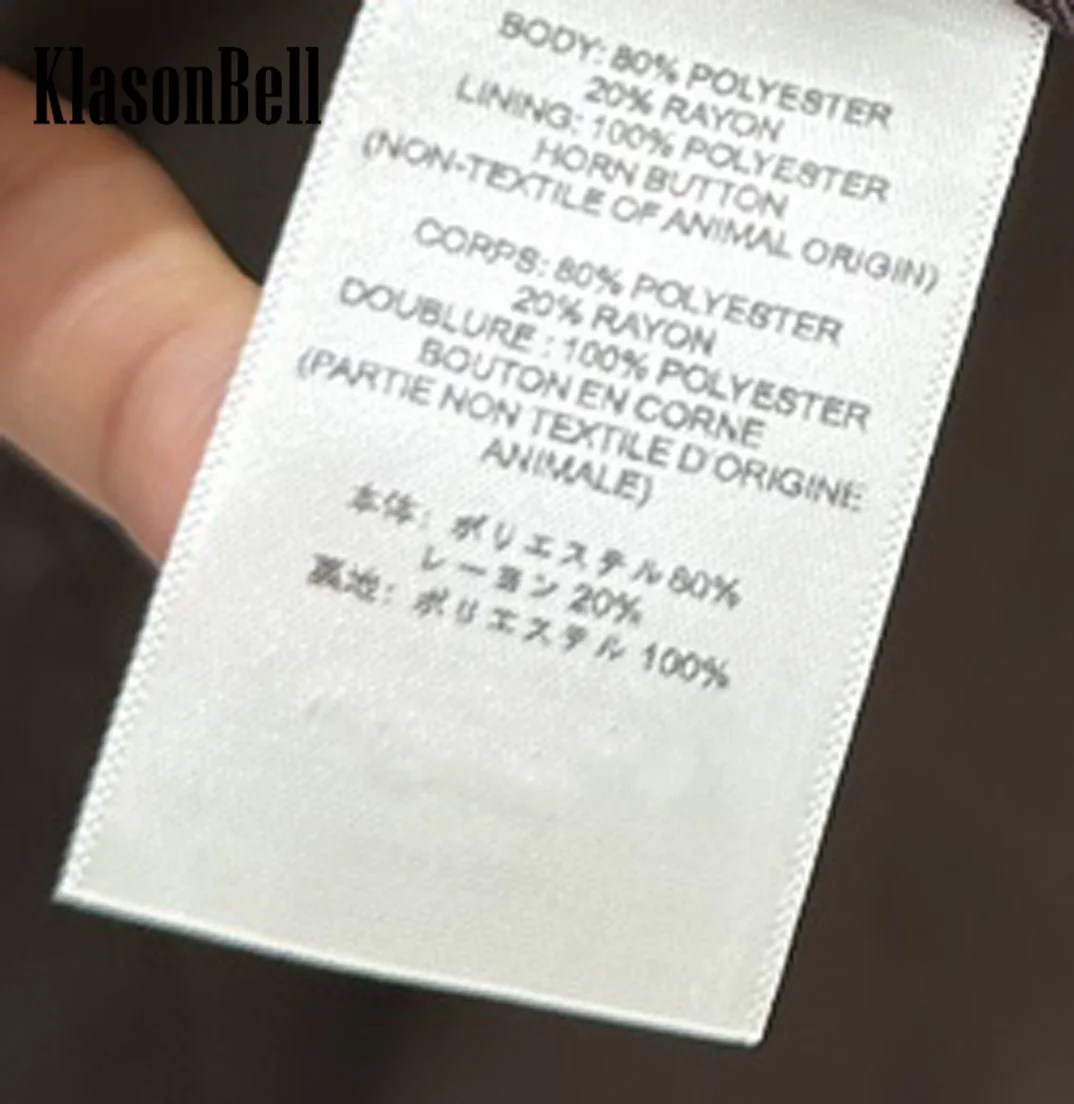 KlasonBell
BODY: 80% POLYESTER
20% RAYON
LINING: 100% POLYESTER
HORN BUTTON
(NON-TEXTILE OF ANIMAL ORIGIN)
CORPS: 80% POLYESTER
20% RAYON
DOUBLURE : 100% POLYESTER
BOUTON EN CORNE
(PARTIE NON TEXTILE D'ORIGINE
ANIMALE)
本体: ポリエステル 80%
レーヨン 20%
裏地: ポリエステル 100%